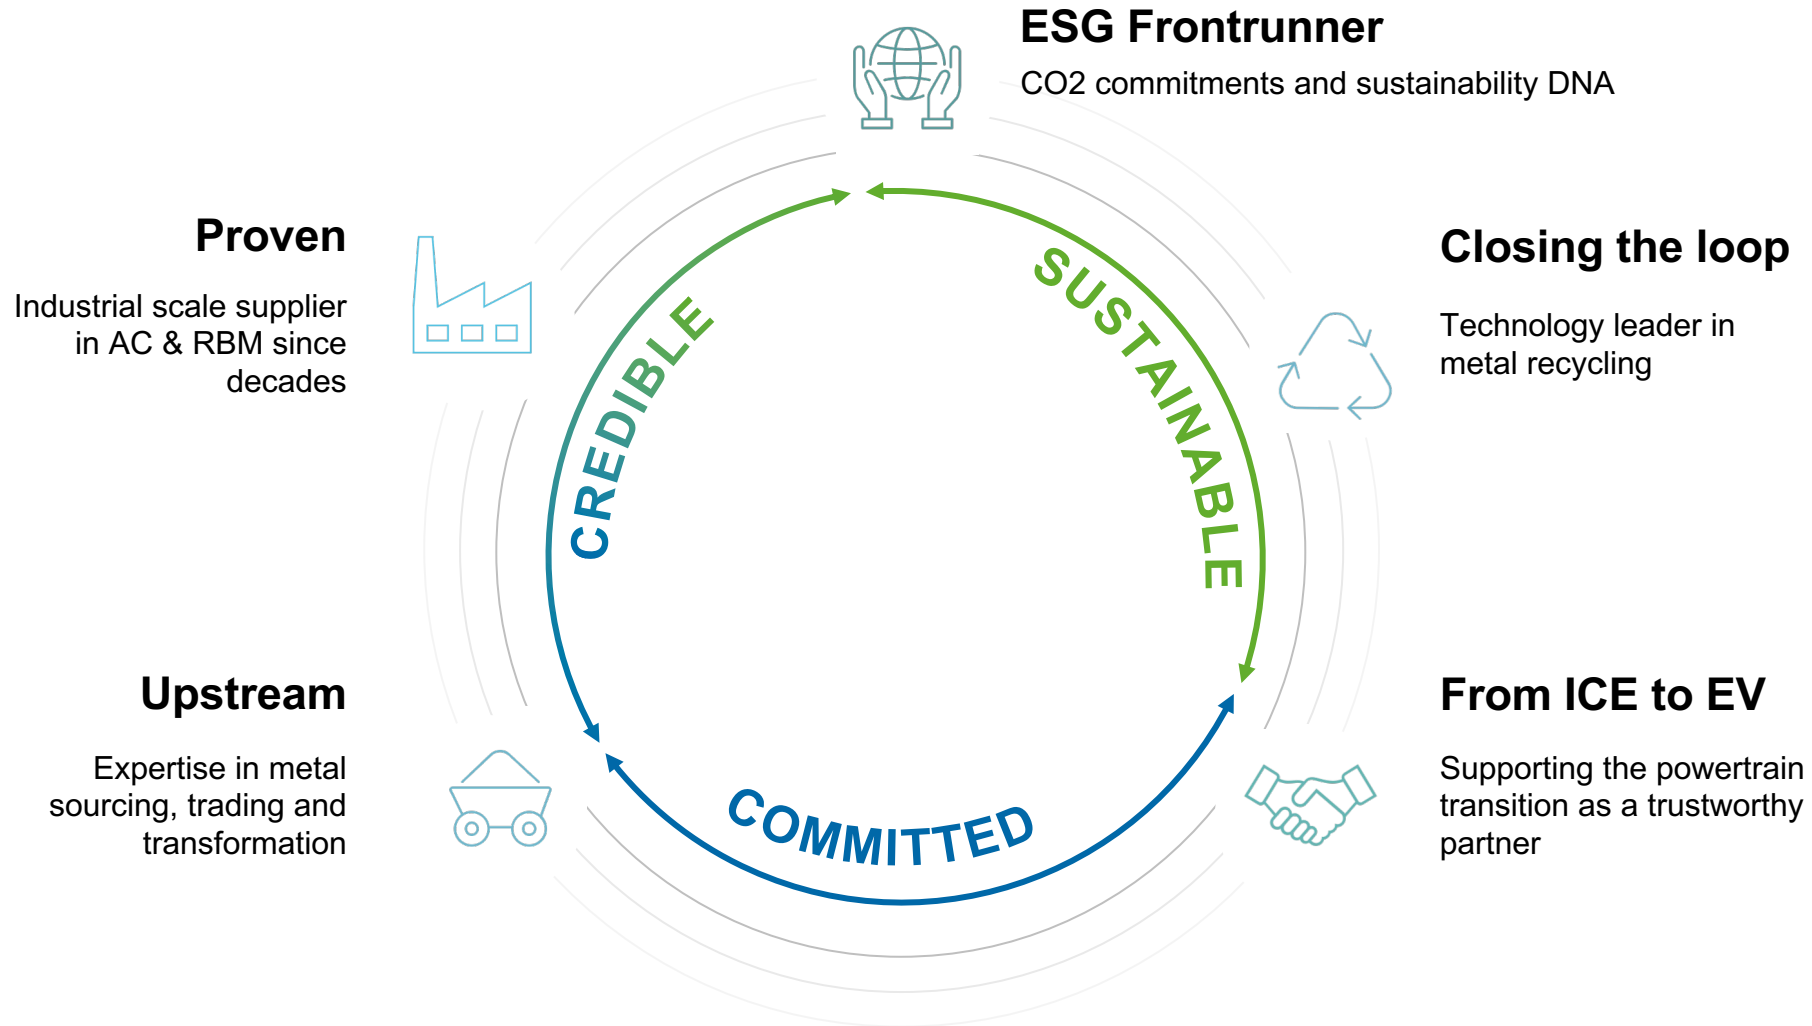 ESG Frontrunner
CO2 commitments and sustainability DNA
Proven
Industrial scale supplier
in AC & RBM since
decades
Closing the loop
Technology leader in
metal recycling
CREDIBLE
SUSTAINABLE
COMMITTED
Upstream
Expertise in metal
sourcing, trading and
transformation
From ICE to EV
Supporting the powertrain
transition as a trustworthy
partner